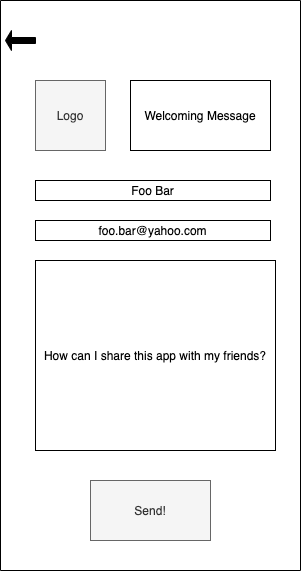 Logo
Welcoming Message
Foo Bar
foo.bar@yahoo.com
How can I share this app with my friends?
Send!